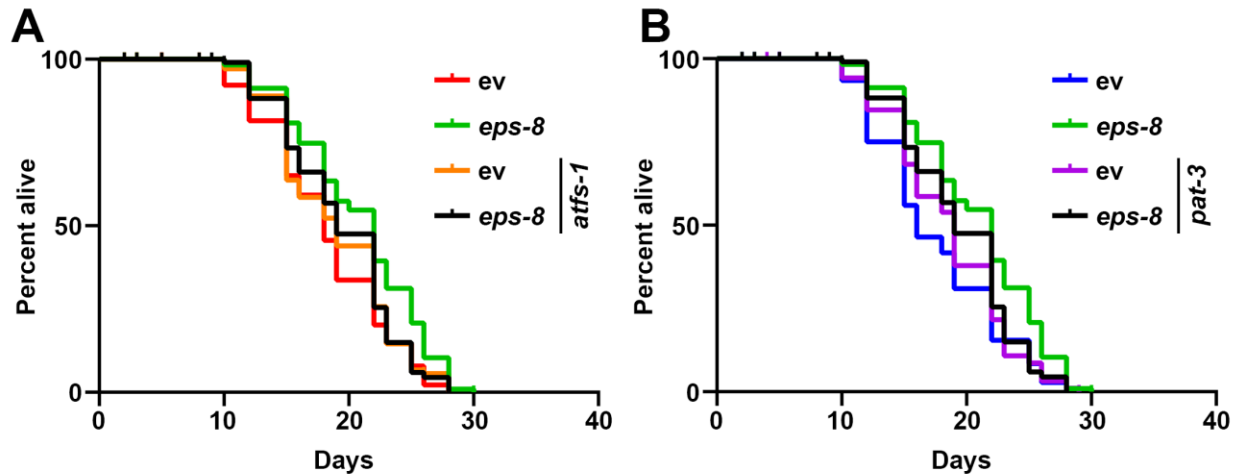 A
Percent alive
100
50
0
0 10 20 30 40
Days
ev
eps-8
ev
eps-8
atfs-1
B
Percent alive
100
50
0
0 10 20 30 40
Days
ev
eps-8
ev
eps-8
pat-3